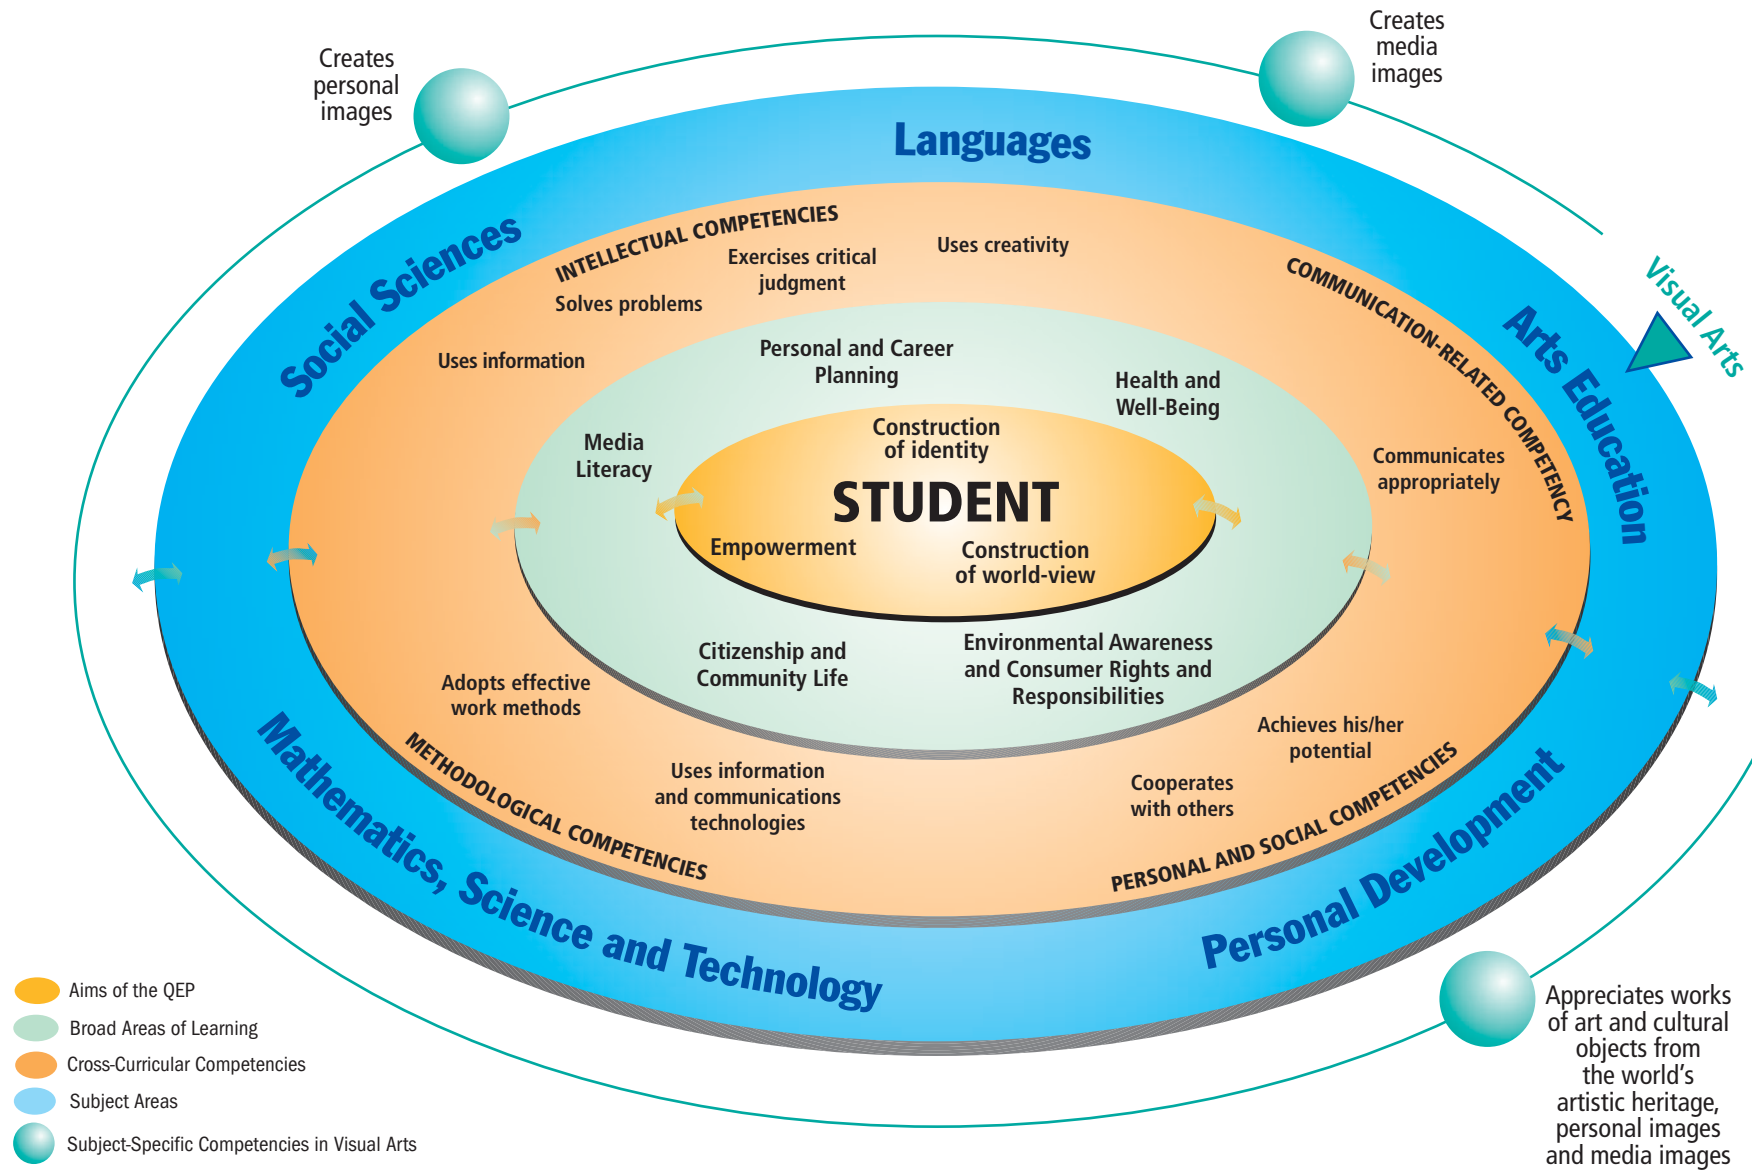 Creates
personal
images
Creates
media
images
Languages
Social Sciences
Arts Education
Visual Arts
INTELLECTUAL COMPETENCIES
Uses creativity
Exercises critical
judgment
Solves problems
Uses information
COMMUNICATION-RELATED COMPETENCY
Communicates
appropriately
Personal and Career
Planning
Health and
Well-Being
Media
Literacy
Construction
of identity
STUDENT
Empowerment
Construction
of world-view
Citizenship and
Community Life
Environmental Awareness
and Consumer Rights and
Responsibilities
Adopts effective
work methods
METHODOLOGICAL COMPETENCIES
Uses information
and communications
technologies
Achieves his/her
potential
Cooperates
with others
PERSONAL AND SOCIAL COMPETENCIES
Mathematics, Science and Technology
Personal Development
Aims of the QEP
Broad Areas of Learning
Cross-Curricular Competencies
Subject Areas
Subject-Specific Competencies in Visual Arts
Appreciates works
of art and cultural
objects from
the world's
artistic heritage,
personal images
and media images